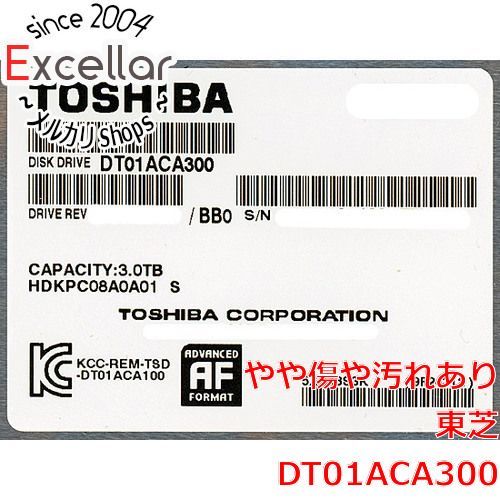 since 2004
Excellar
メルカリShops
TOSHIBA
DISK DRIVE DT01ACA300
DRIVE REV
/BB0 S/N
CAPACITY:3.0TB
HDKPC08A0A01 S
TOSHIBA CORPORATION
KCC-REM-TSD
-DT01ACA100
ADVANCED
AF
FORMAT
やや傷や汚れあり
東芝
DT01ACA300